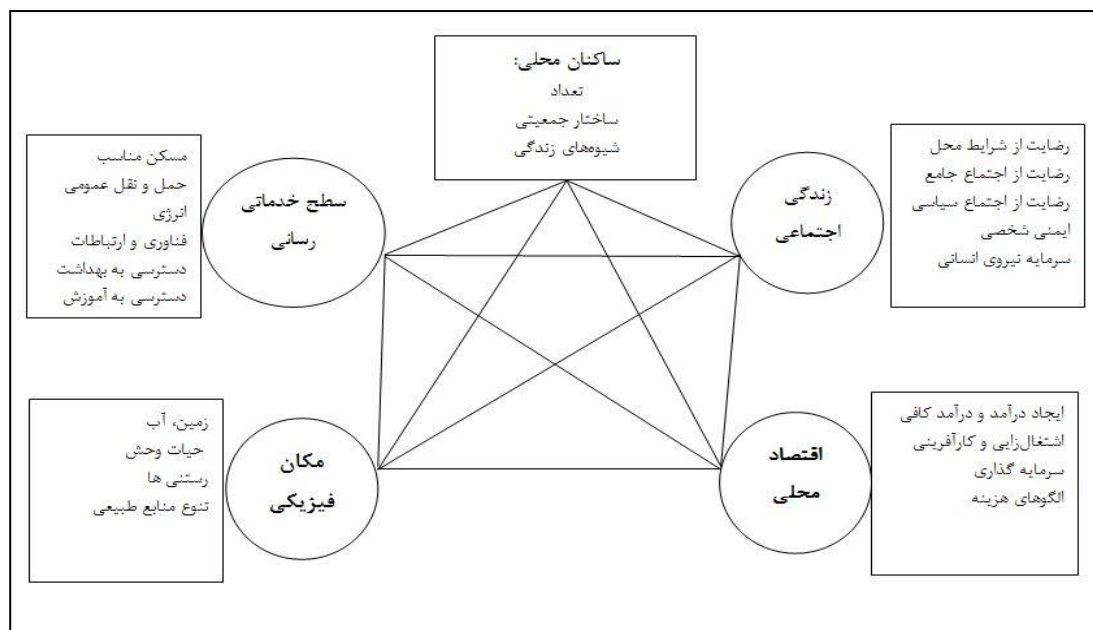 ساکنان محلی:
تعداد
ساختار جمعیتی
شیوه‌های زندگی
رضایت از شرایط محل
رضایت از اجتماع جامع
رضایت از اجتماع سیاسی
ایمنی شخصی
سرمایه نیروی انسانی
زندگی
اجتماعی
سطح خدماتی
رسانی
مسکن مناسب
حمل و نقل عمومی
انرژی
فناوری و ارتباطات
دسترسی به بهداشت
دسترسی به آموزش
ایجاد درآمد و درآمد کافی
اشتغال‌زایی و کارآفرینی
سرمایه گذاری
الگوهای هزینه
اقتصاد
محلی
مکان
فیزیکی
زمین، آب
حیات وحش
رستنی ها
تنوع منابع طبیعی